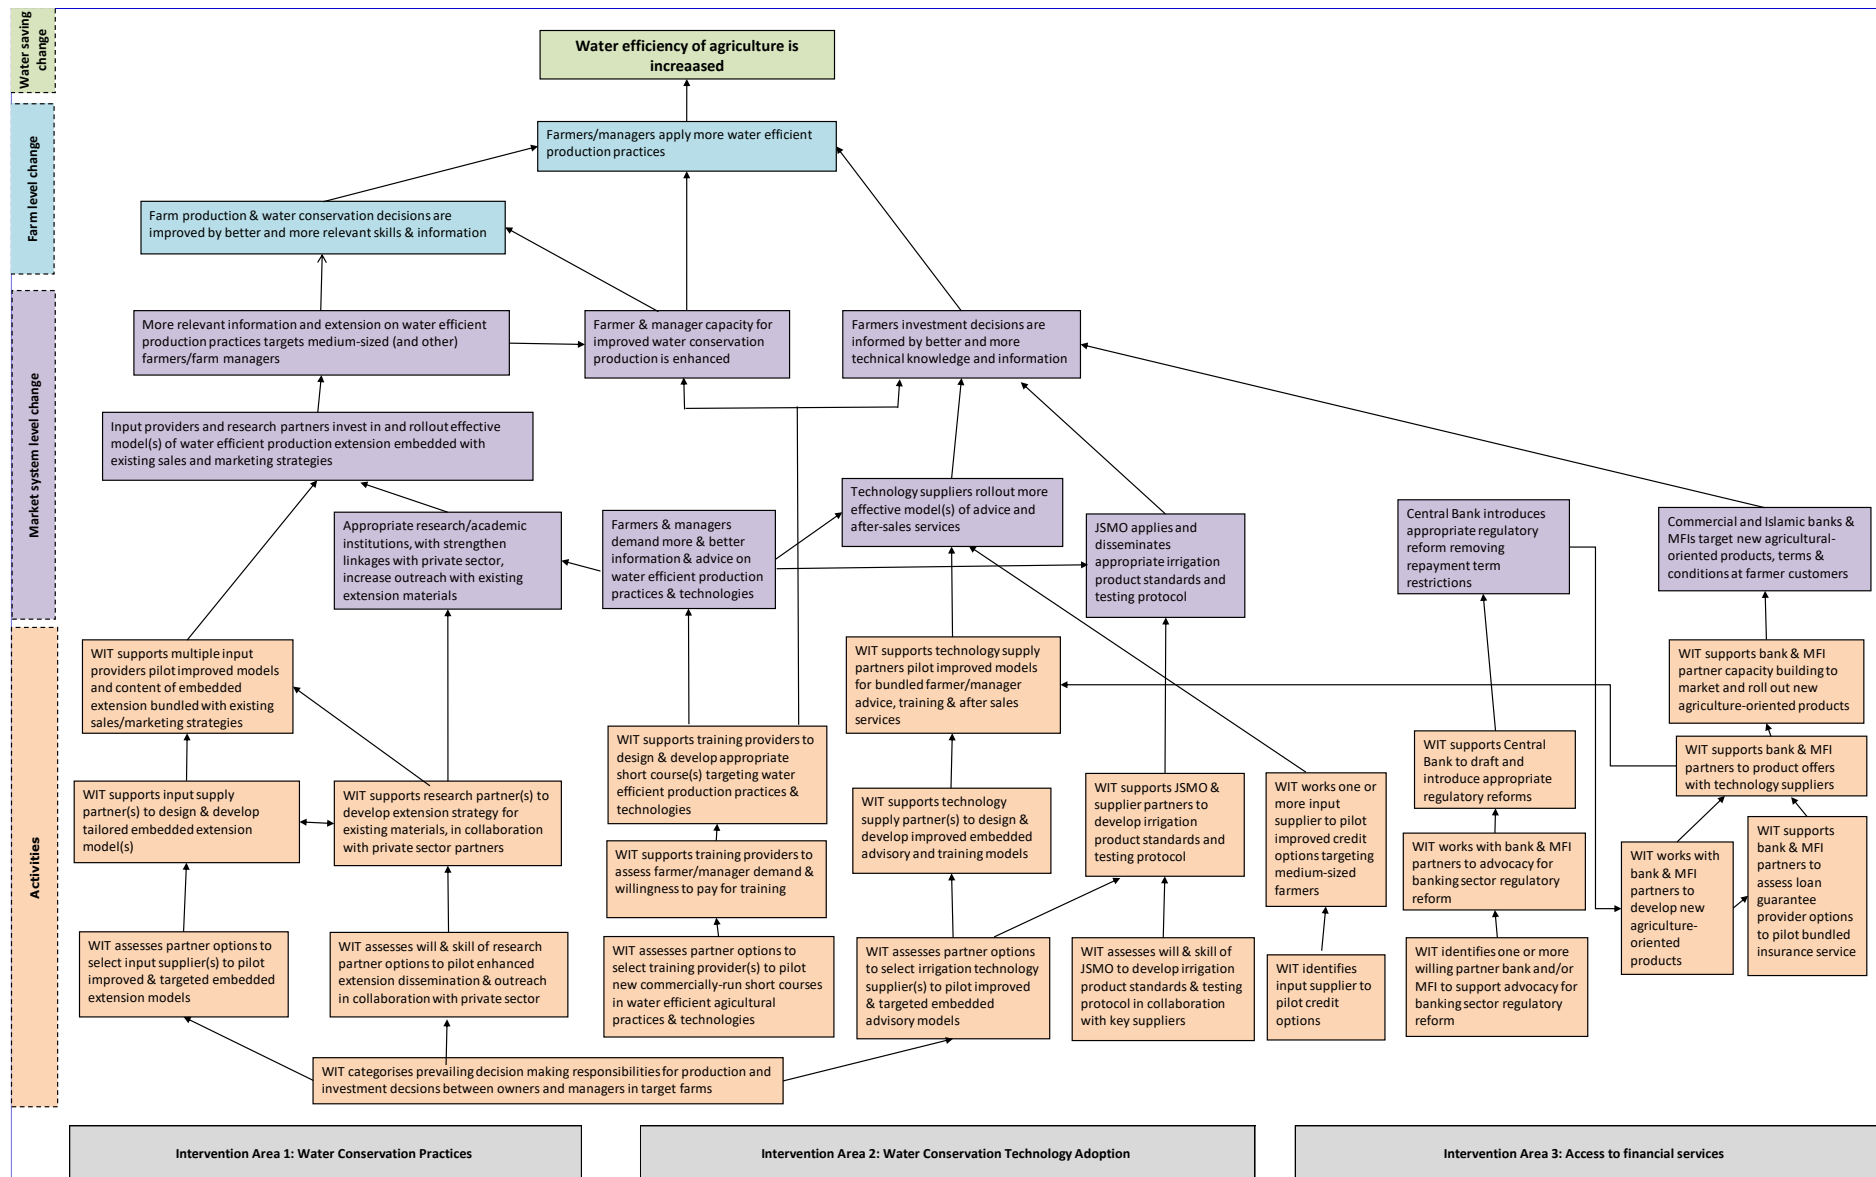 Water saving
change
Water efficiency of agriculture is
increaased
Farm level change
Farmers/managers apply more water efficient
production practices
Farm production & water conservation decisions are
improved by better and more relevant skills & information
Market system level change
More relevant information and extension on water efficient
production practices targets medium-sized (and other)
farmers/farm managers
Farmer & manager capacity for
improved water conservation
production is enhanced
Farmers investment decisions are
informed by better and more
technical knowledge and information
Input providers and research partners invest in and rollout effective
model(s) of water efficient production extension embedded with
existing sales and marketing strategies
Appropriate research/academic
institutions, with strengthen
linkages with private sector,
increase outreach with existing
extension materials
Farmers & managers
demand more & better
information & advice on
water efficient production
practices & technologies
Technology suppliers rollout more
effective model(s) of advice and
after-sales services
JSMO applies and
disseminates
appropriate irrigation
product standards and
testing protocol
Central Bank introduces
appropriate regulatory
reform removing
repayment term
restrictions
Commercial and Islamic banks &
MFIs target new agricultural-
oriented products, terms &
conditions at farmer customers
Activities
WIT supports multiple input
providers pilot improved models
and content of embedded
extension bundled with existing
sales/marketing strategies
WIT supports technology supply
partners pilot improved models
for bundled farmer/manager
advice, training & after sales
services
WIT supports bank & MFI
partner capacity building to
market and roll out new
agriculture-oriented products
WIT supports training providers to
design & develop appropriate
short course(s) targeting water
efficient production practices &
technologies
WIT supports Central
Bank to draft and
introduce appropriate
regulatory reforms
WIT supports bank & MFI
partners to product offers
with technology suppliers
WIT supports input supply
partner(s) to design & develop
tailored embedded extension
model(s)
WIT supports research partner(s) to
develop extension strategy for
existing materials, in collaboration
with private sector partners
WIT supports technology
supply partner(s) to design &
develop improved embedded
advisory and training models
WIT supports JSMO &
supplier partners to
develop irrigation
product standards and
testing protocol
WIT works one or
more input
supplier to pilot
improved credit
options targeting
medium-sized
farmers
WIT supports training providers to
assess farmer/manager demand &
willingness to pay for training
WIT works with bank & MFI
partners to advocacy for
banking sector regulatory
reform
WIT works with
bank & MFI
partners to
develop new
agriculture-
oriented
products
WIT supports
bank & MFI
partners to
assess loan
guarantee
provider options
to pilot bundled
insurance service
WIT assesses partner options to
select input supplier(s) to pilot
improved & targeted embedded
extension models
WIT assesses will & skill of research
partner options to pilot enhanced
extension dissemination & outreach
in collaboration with private sector
WIT assesses partner options to
select training provider(s) to pilot
new commercially-run short courses
in water efficient agicultural
practices & technologies
WIT assesses partner options
to select irrigation technology
supplier(s) to pilot improved
& targeted embedded
advisory models
WIT assesses will & skill of
JSMO to develop irrigation
product standards & testing
protocol in collaboration
with key suppliers
WIT identifies
input supplier to
pilot credit
options
WIT identifies one or more
willing partner bank and/or
MFI to support advocacy for
banking sector regulatory
reform
WIT categorises prevailing decision making responsibilities for production and
investment decsions between owners and managers in target farms
Intervention Area 1: Water Conservation Practices
Intervention Area 2: Water Conservation Technology Adoption
Intervention Area 3: Access to financial services